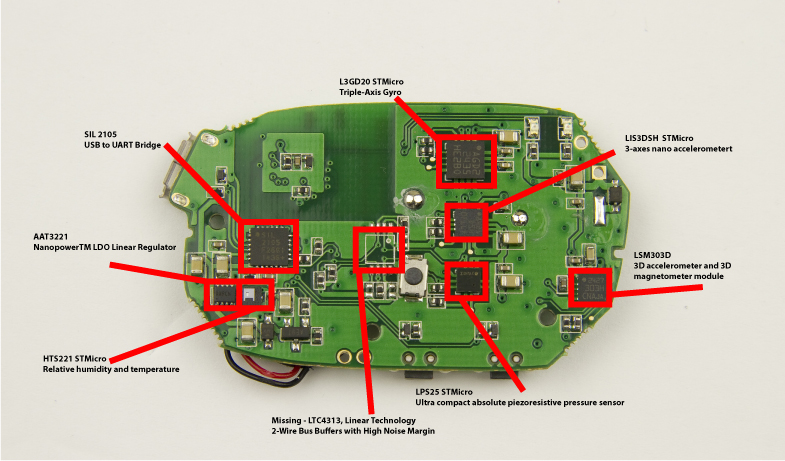 L3GD20 STMicro
Triple-Axis Gyro
SIL 2105
USB to UART Bridge
LIS3DSH  STMicro
3-axes nano accelerometert
AAT3221
NanopowerTM LDO Linear Regulator
LSM303D
3D accelerometer and 3D
magnetometer module
HTS221 STMicro
Relative humidity and temperature
LPS25 STMicro
Ultra compact absolute piezoresistive pressure sensor
Missing - LTC4313, Linear Technology
2-Wire Bus Buffers with High Noise Margin